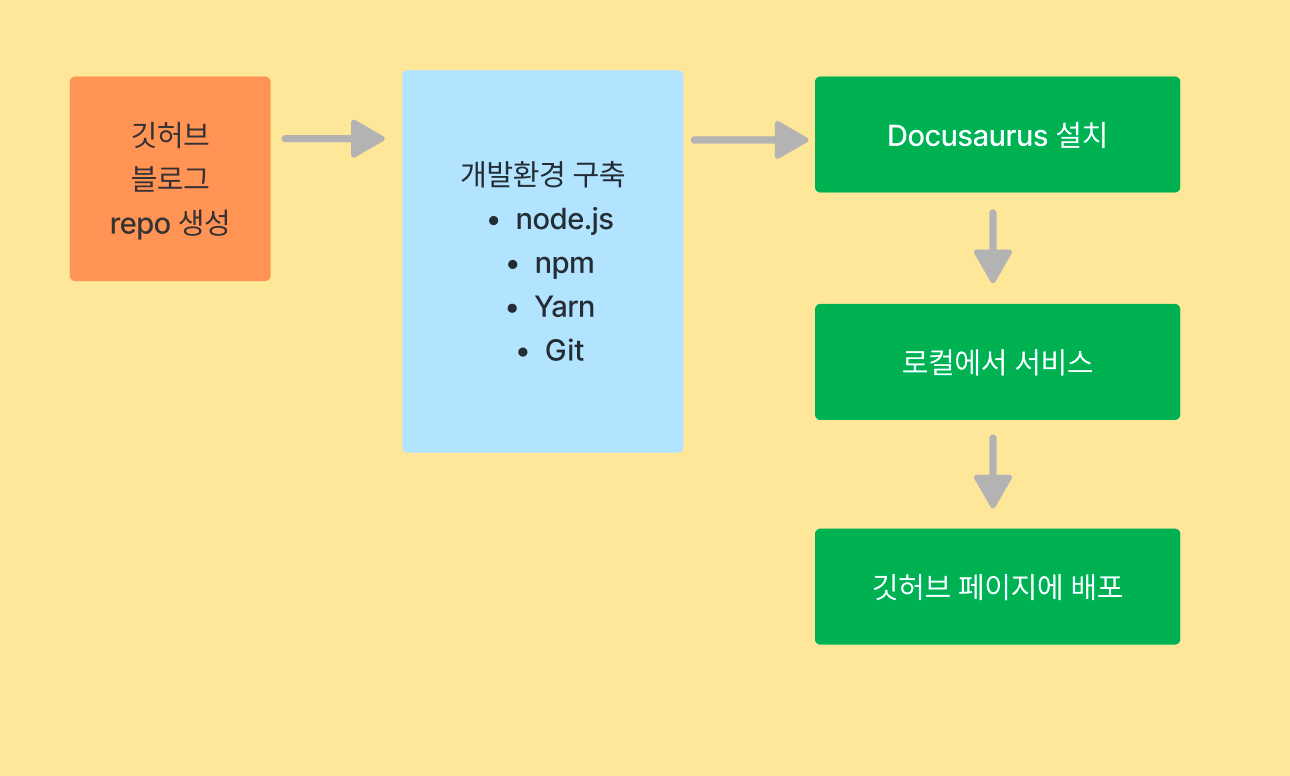 깃허브
블로그
repo 생성
개발환경 구축
• node.js
• npm
• Yarn
• Git
Docusaurus 설치
로컬에서 서비스
깃허브 페이지에 배포